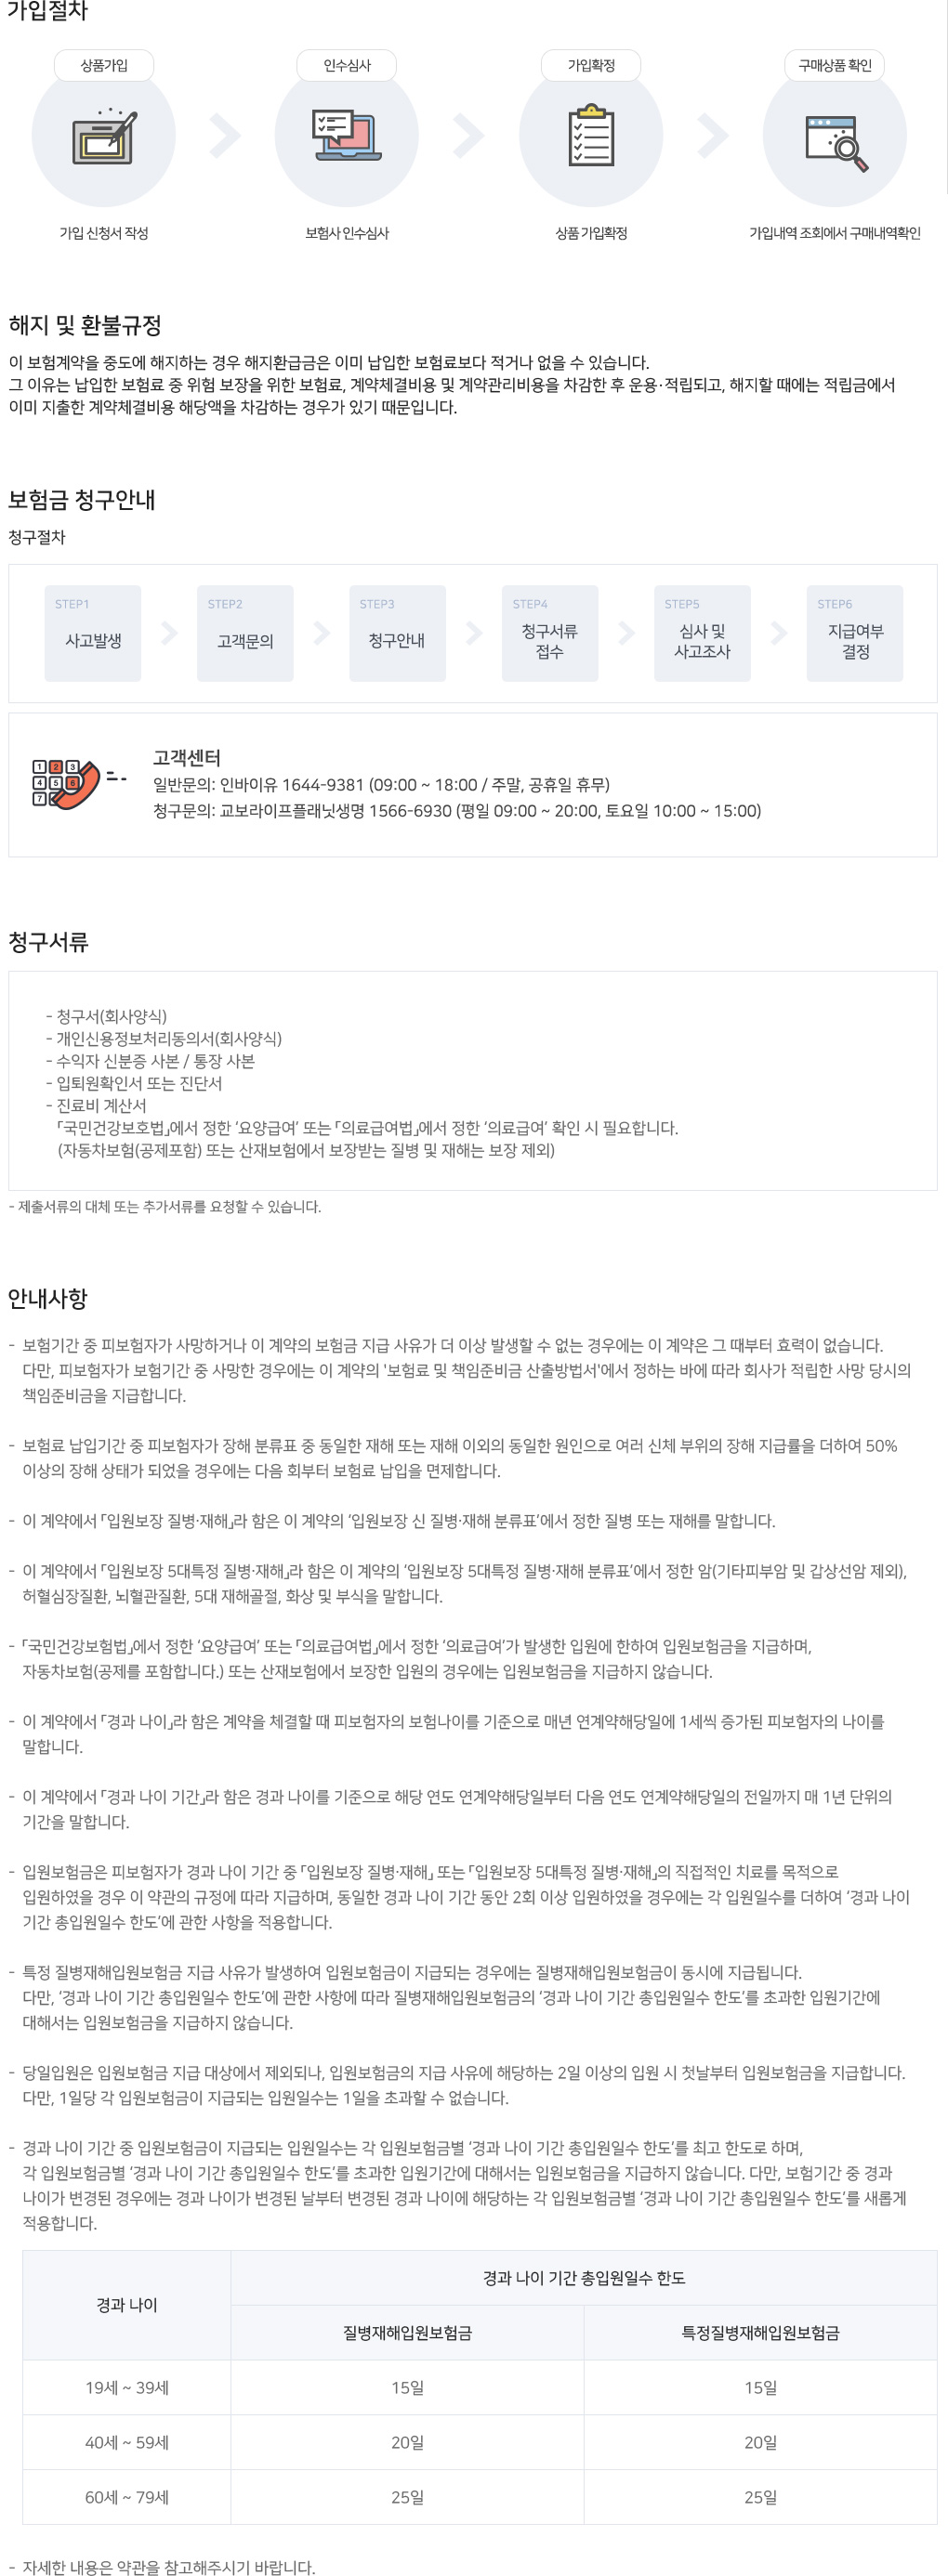 가입절차
상품가입
인수심사
가입확정
구매상품 확인
가입 신청서 작성
보험사 인수심사
상품 가입확정
가입내역 조회에서 구매내역확인
해지 및 환불규정
이 보험계약을 중도에 해지하는 경우 해지환급금은 이미 납입한 보험료보다 적거나 없을 수 있습니다.
그 이유는 납입한 보험료 중 위험 보장을 위한 보험료, 계약체결비용 및 계약관리비용을 차감한 후 운용·적립되고, 해지할 때에는 적립금에서
이미 지출한 계약체결비용 해당액을 차감하는 경우가 있기 때문입니다.
보험금 청구안내
청구절차
STEP1
사고발생
STEP2
고객문의
STEP3
청구안내
STEP4
청구서류
접수
STEP5
심사 및
사고조사
STEP6
지급여부
결정
1 2 3
4 5 6
7
고객센터
일반문의: 인바이유 1644-9381 (09:00 ~ 18:00 / 주말, 공휴일 휴무)
청구문의: 교보라이프플래닛생명 1566-6930 (평일 09:00 ~ 20:00, 토요일 10:00 ~ 15:00)
청구서류
- 청구서(회사양식)
- 개인신용정보처리동의서(회사양식)
- 수익자 신분증 사본 / 통장 사본
- 입퇴원확인서 또는 진단서
- 진료비 계산서
「국민건강보호법」에서 정한 ‘요양급여’ 또는 「의료급여법」에서 정한 ‘의료급여’ 확인 시 필요합니다.
(자동차보험(공제포함) 또는 산재보험에서 보장받는 질병 및 재해는 보장 제외)
- 제출서류의 대체 또는 추가서류를 요청할 수 있습니다.
안내사항
- 보험기간 중 피보험자가 사망하거나 이 계약의 보험금 지급 사유가 더 이상 발생할 수 없는 경우에는 이 계약은 그 때부터 효력이 없습니다.
다만, 피보험자가 보험기간 중 사망한 경우에는 이 계약의 '보험료 및 책임준비금 산출방법서'에서 정하는 바에 따라 회사가 적립한 사망 당시의
책임준비금을 지급합니다.
- 보험료 납입기간 중 피보험자가 장해 분류표 중 동일한 재해 또는 재해 이외의 동일한 원인으로 여러 신체 부위의 장해 지급률을 더하여 50%
이상의 장해 상태가 되었을 경우에는 다음 회부터 보험료 납입을 면제합니다.
- 이 계약에서 「입원보장 질병·재해」라 함은 이 계약의 ‘입원보장 신 질병·재해 분류표’에서 정한 질병 또는 재해를 말합니다.
- 이 계약에서 「입원보장 5대특정 질병·재해」라 함은 이 계약의 ‘입원보장 5대특정 질병·재해 분류표’에서 정한 암(기타피부암 및 갑상선암 제외),
허혈심장질환, 뇌혈관질환, 5대 재해골절, 화상 및 부식을 말합니다.
- 「국민건강보험법」에서 정한 ‘요양급여’ 또는 「의료급여법」에서 정한 ‘의료급여’가 발생한 입원에 한하여 입원보험금을 지급하며,
자동차보험(공제를 포함합니다.) 또는 산재보험에서 보장한 입원의 경우에는 입원보험금을 지급하지 않습니다.
- 이 계약에서 「경과 나이」라 함은 계약을 체결할 때 피보험자의 보험나이를 기준으로 매년 연계약해당일에 1세씩 증가된 피보험자의 나이를
말합니다.
- 이 계약에서 「경과 나이 기간」라 함은 경과 나이를 기준으로 해당 연도 연계약해당일부터 다음 연도 연계약해당일의 전일까지 매 1년 단위의
기간을 말합니다.
- 입원보험금은 피보험자가 경과 나이 기간 중 「입원보장 질병·재해」 또는 「입원보장 5대특정 질병·재해」의 직접적인 치료를 목적으로
입원하였을 경우 이 약관의 규정에 따라 지급하며, 동일한 경과 나이 기간 동안 2회 이상 입원하였을 경우에는 각 입원일수를 더하여 ‘경과 나이
기간 총입원일수 한도’에 관한 사항을 적용합니다.
- 특정 질병재해입원보험금 지급 사유가 발생하여 입원보험금이 지급되는 경우에는 질병재해입원보험금이 동시에 지급됩니다.
다만, ‘경과 나이 기간 총입원일수 한도’에 관한 사항에 따라 질병재해입원보험금의 ‘경과 나이 기간 총입원일수 한도’를 초과한 입원기간에
대해서는 입원보험금을 지급하지 않습니다.
- 당일입원은 입원보험금 지급 대상에서 제외되나, 입원보험금의 지급 사유에 해당하는 2일 이상의 입원 시 첫날부터 입원보험금을 지급합니다.
다만, 1일당 각 입원보험금이 지급되는 입원일수는 1일을 초과할 수 없습니다.
- 경과 나이 기간 중 입원보험금이 지급되는 입원일수는 각 입원보험금별 ‘경과 나이 기간 총입원일수 한도’를 최고 한도로 하며,
각 입원보험금별 ‘경과 나이 기간 총입원일수 한도’를 초과한 입원기간에 대해서는 입원보험금을 지급하지 않습니다. 다만, 보험기간 중 경과
나이가 변경된 경우에는 경과 나이가 변경된 날부터 변경된 경과 나이에 해당하는 각 입원보험금별 ‘경과 나이 기간 총입원일수 한도’를 새롭게
적용합니다.
경과 나이
경과 나이 기간 총입원일수 한도
질병재해입원보험금 특정질병재해입원보험금
19세 ~ 39세 15일 15일
40세 ~ 59세 20일 20일
60세 ~ 79세 25일 25일
- 자세한 내용은 약관을 참고해주시기 바랍니다.